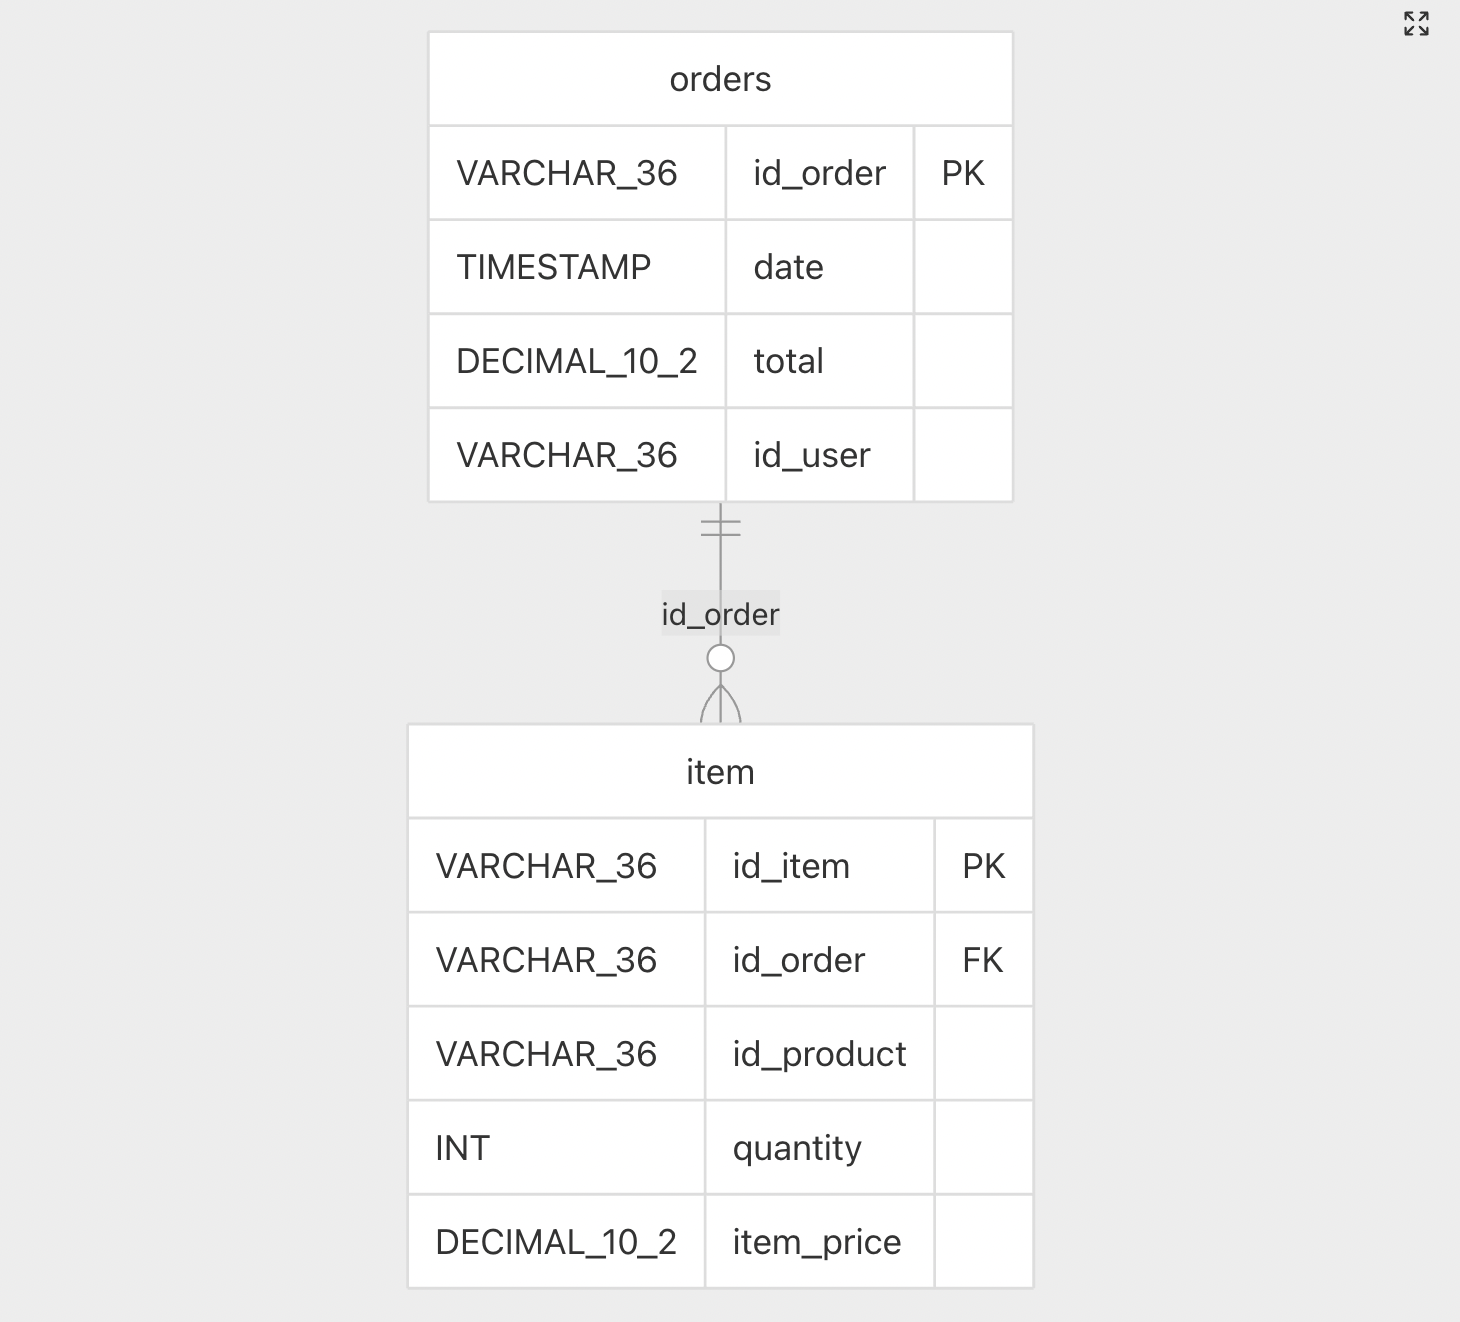 orders
VARCHAR_36 id_order PK
TIMESTAMP date
DECIMAL_10_2 total
VARCHAR_36 id_user
id_order
item
VARCHAR_36 id_item PK
VARCHAR_36 id_order FK
VARCHAR_36 id_product
INT quantity
DECIMAL_10_2 item_price